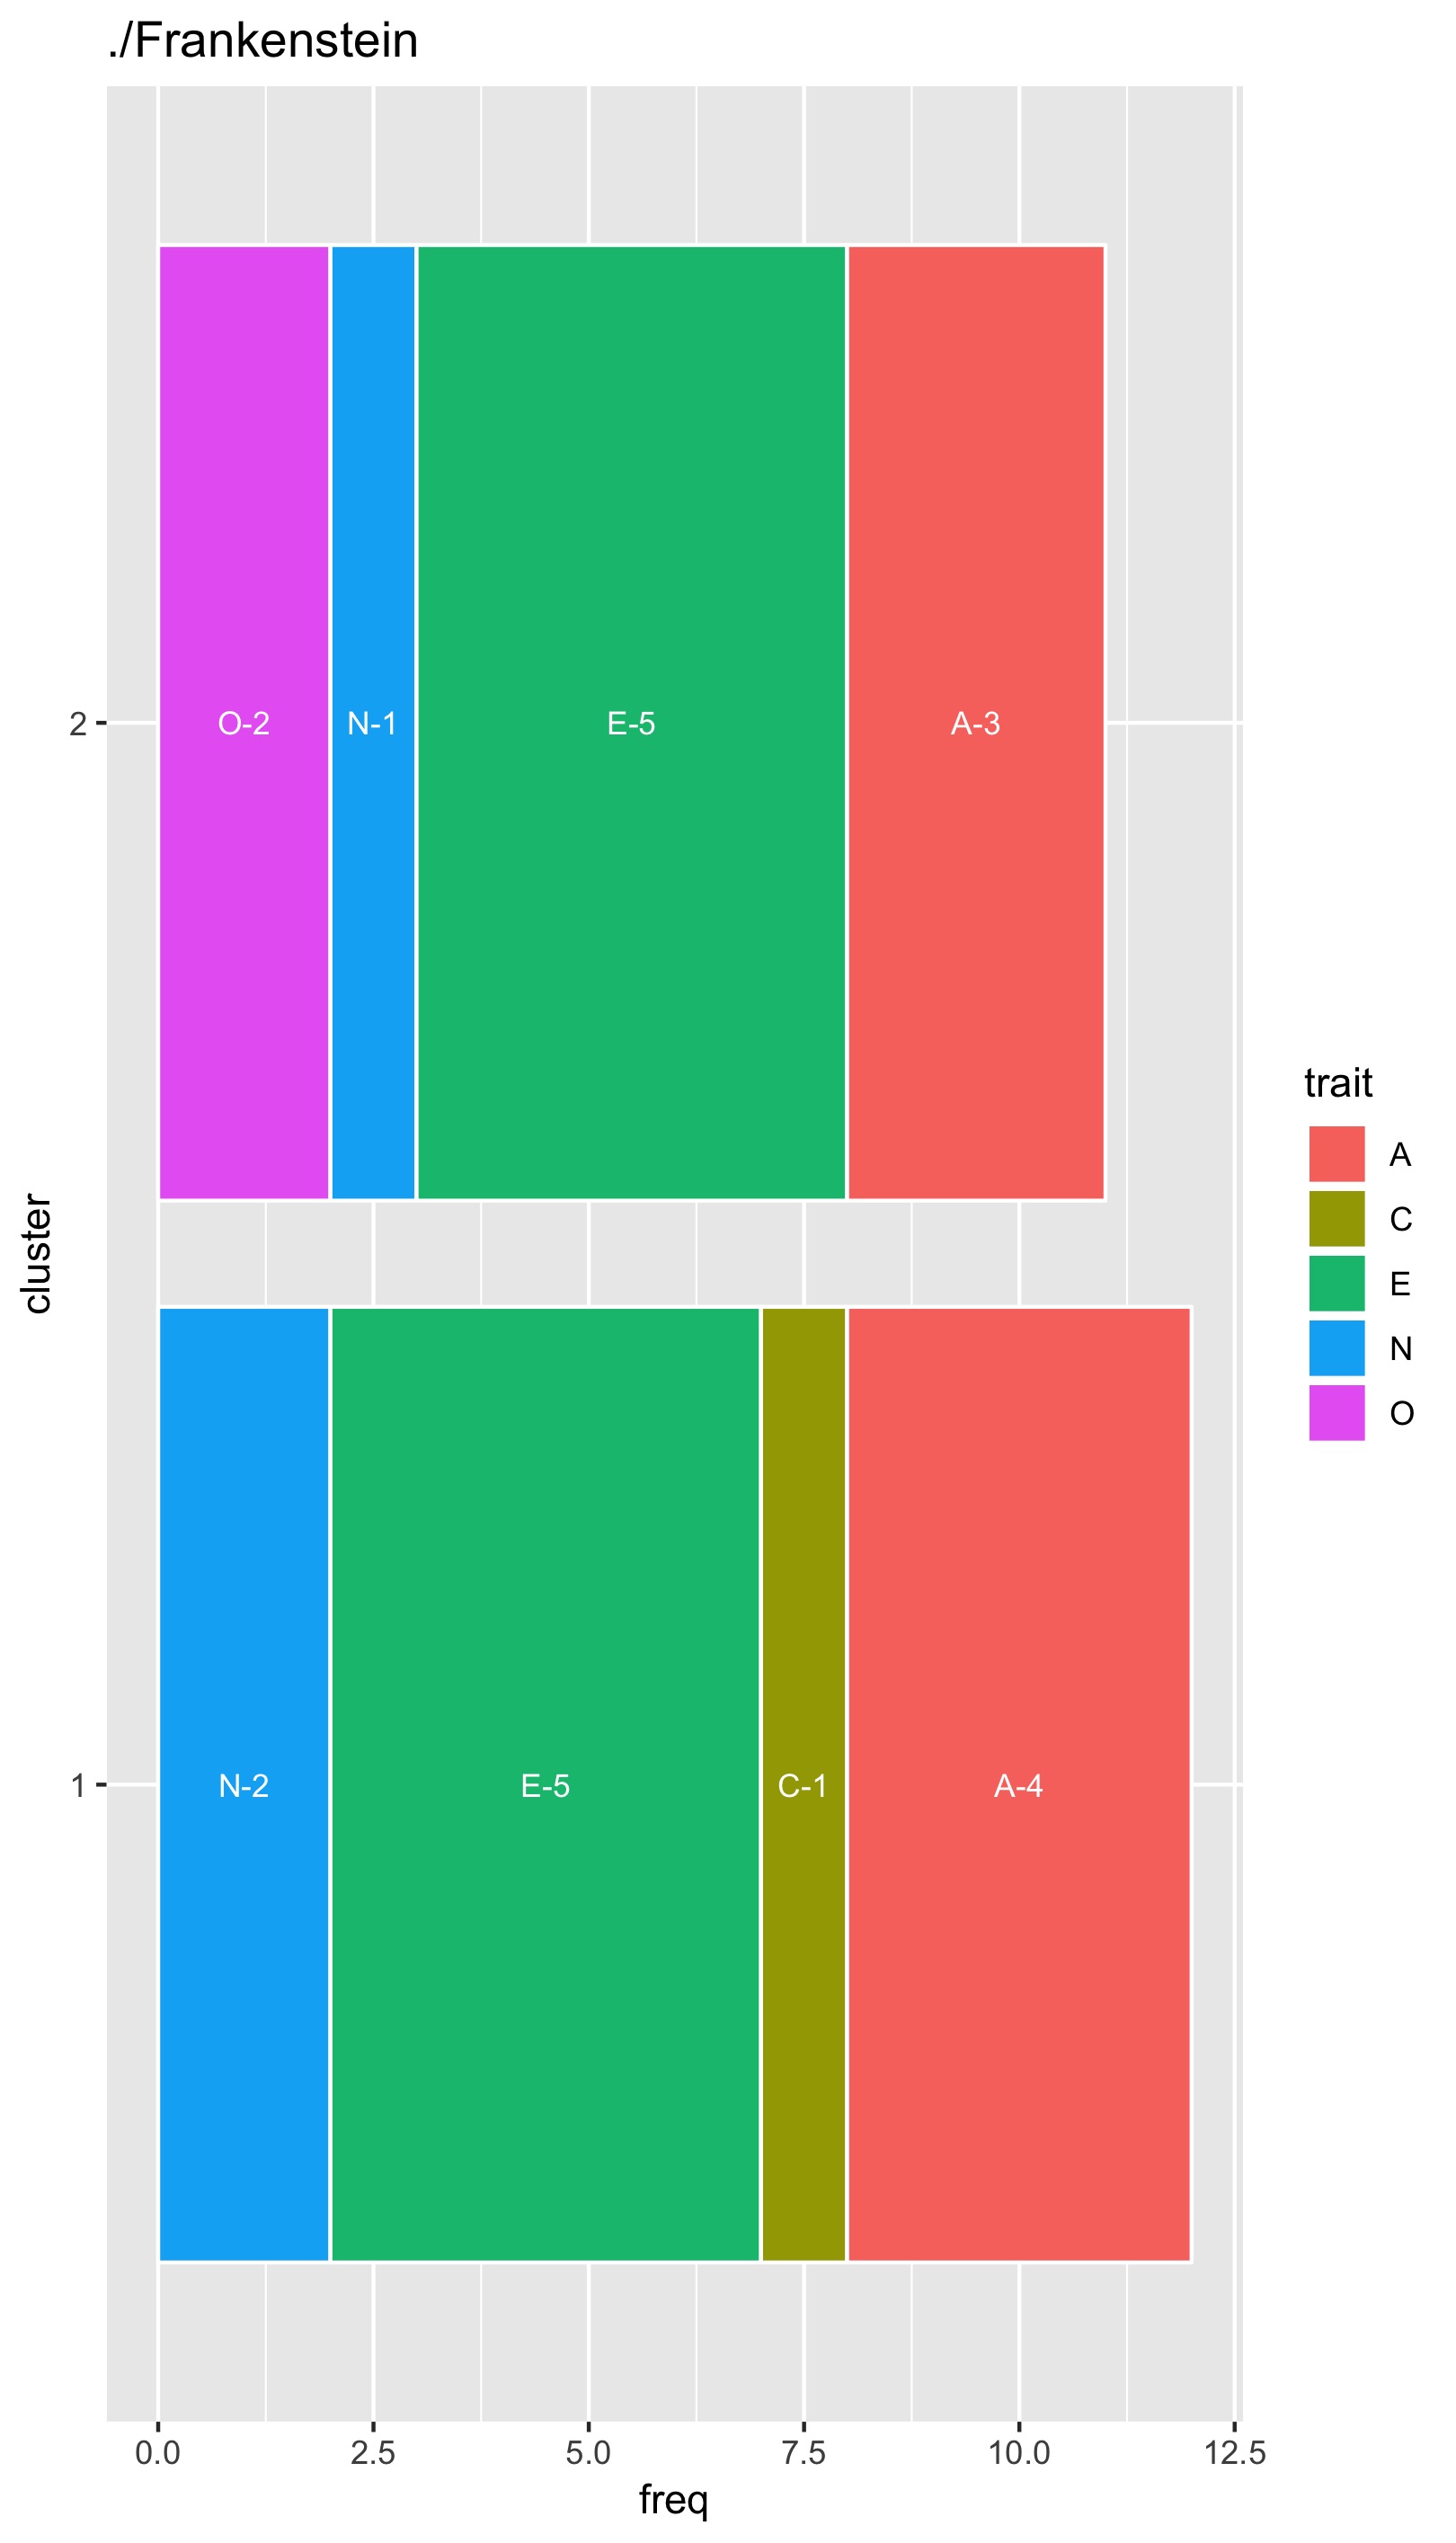 ./Frankenstein
cluster
2
O-2 N-1 E-5 A-3
1
N-2 E-5 C-1 A-4
0.0 2.5 5.0 7.5 10.0 12.5
freq
trait
A
C
E
N
O